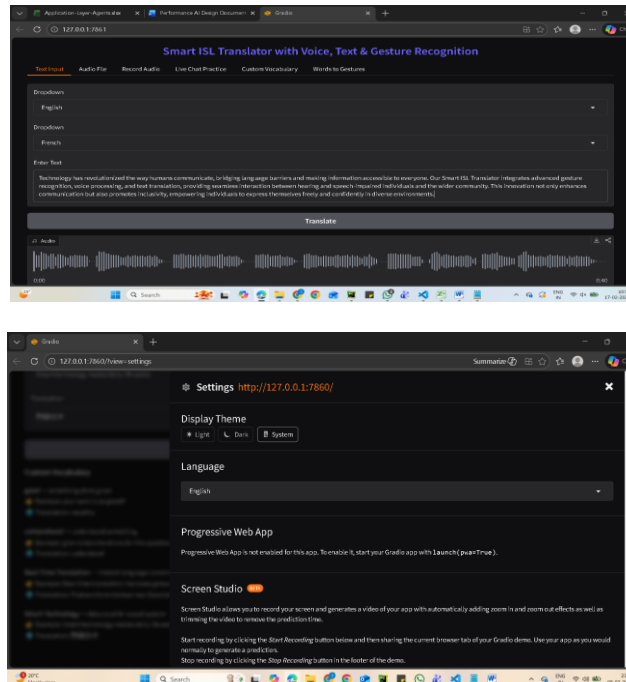 Application-Layer-Agents.xlsx
Performance AI Design Document
Gradio
127.0.0.1:7861
Smart ISL Translator with Voice, Text & Gesture Recognition
Text Input Audio File Record Audio Live Chat Practice Custom Vocabulary Words to Gestures
Dropdown
English
Dropdown
French
Enter Text
Technology has revolutionized the way humans communicate, bridging language barriers and making information accessible to everyone. Our Smart ISL Translator integrates advanced gesture
recognition, voice processing, and text translation, providing seamless interaction between hearing and speech-impaired individuals and the wider community. This innovation not only enhances
communication but also promotes inclusivity, empowering individuals to express themselves freely and confidently in diverse environments.
Translate
Audio
0:00
0:40
Search
ENG
IN
Gradio
127.0.0.1:7860/?view=settings
Summarize
Settings http://127.0.0.1:7860/
Display Theme
Light Dark System
Language
English
Progressive Web App
Progressive Web App is not enabled for this app. To enable it, start your Gradio app with launch(pwa=True).
Screen Studio BETA
Screen Studio allows you to record your screen and generates a video of your app with automatically adding zoom in and zoom out effects as well as
trimming the video to remove the prediction time.
Start recording by clicking the Start Recording button below and then sharing the current browser tab of your Gradio demo. Use your app as you would
normally to generate a prediction.
Stop recording by clicking the Stop Recording button in the footer of the demo.
20°C
Search
ENG
IN